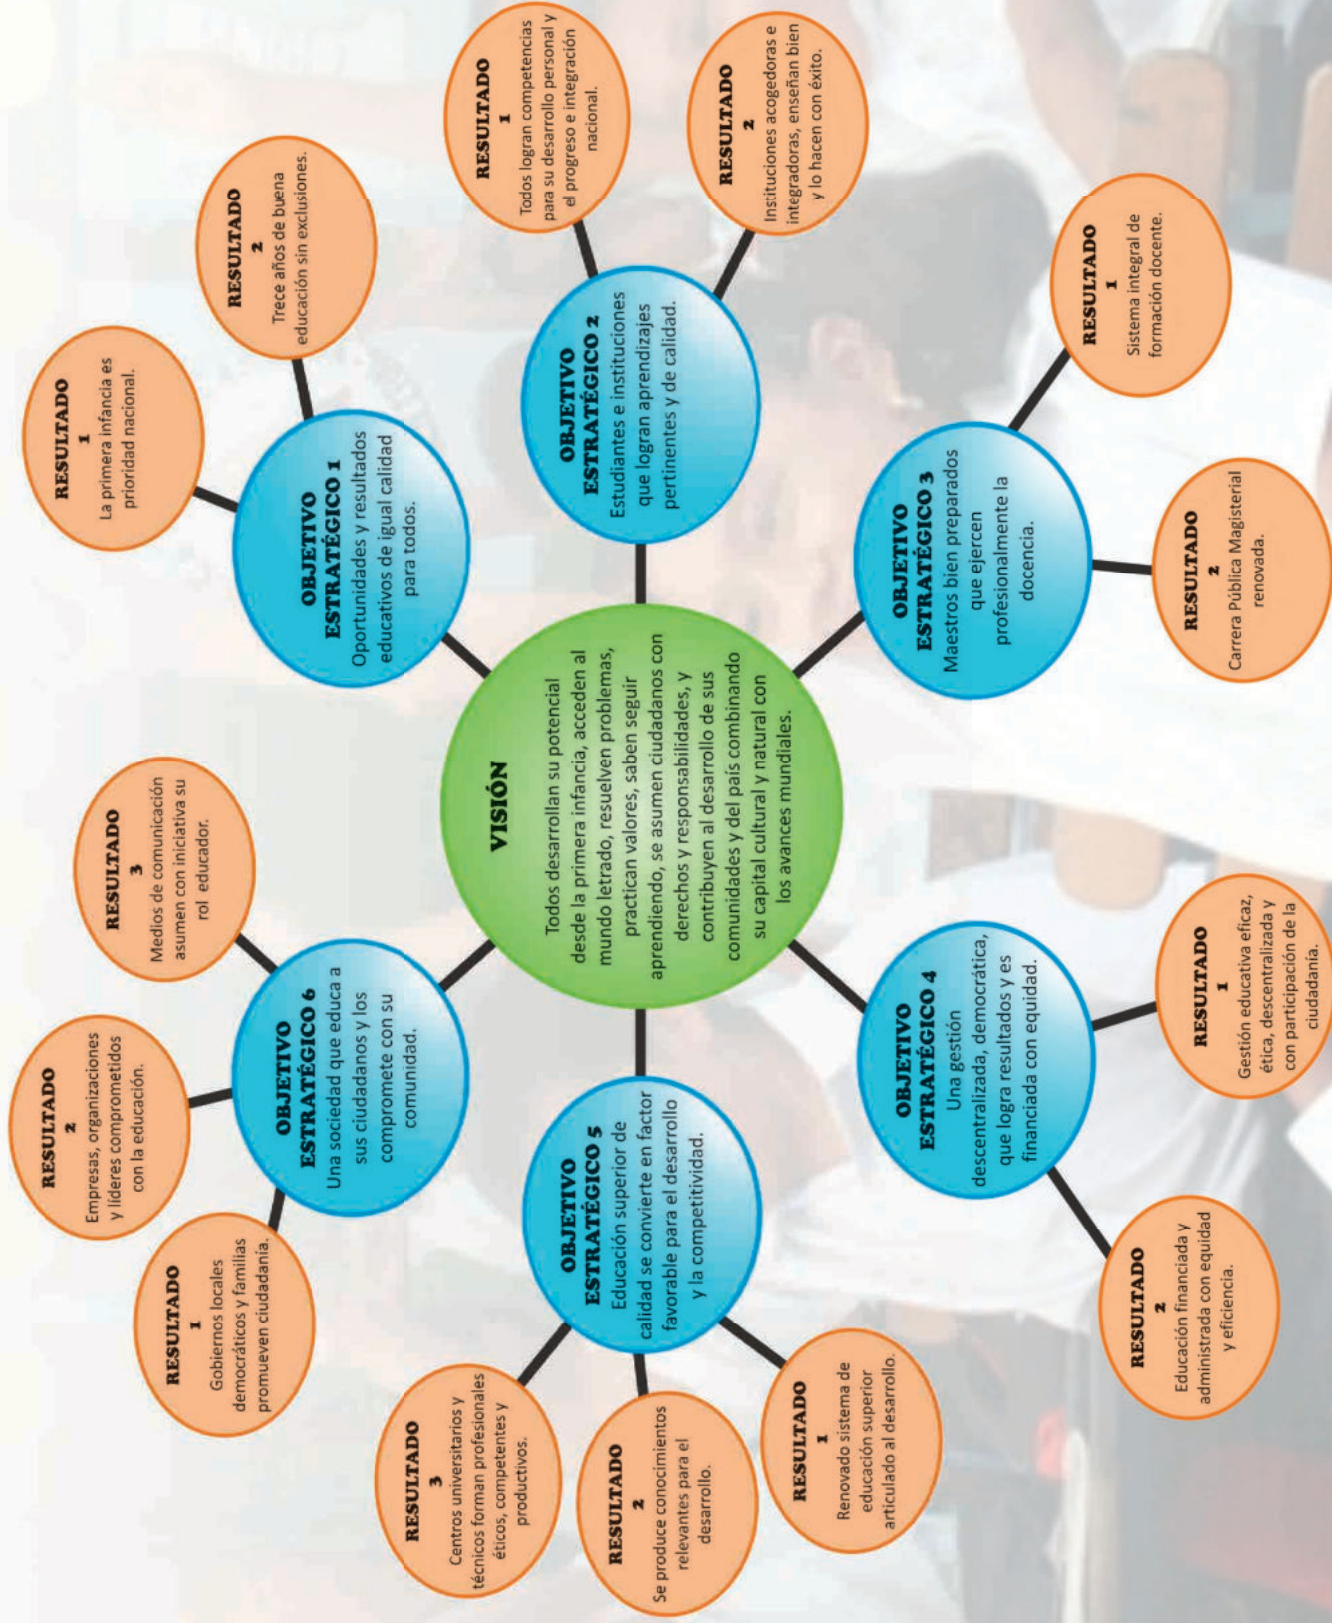 VISIÓN
Todos desarrollan su potencial
desde la primera infancia, acceden al
mundo letrado, resuelven problemas,
practican valores, saben seguir
aprendiendo, se asumen ciudadanos con
derechos y responsabilidades, y
contribuyen al desarrollo de sus
comunidades y del país combinando
su capital cultural y natural con
los avances mundiales.
OBJETIVO
ESTRATÉGICO 1
Oportunidades y resultados
educativos de igual calidad
para todos.
RESULTADO
1
La primera infancia es
prioridad nacional.
RESULTADO
2
Trece años de buena
educación sin exclusiones.
OBJETIVO
ESTRATÉGICO 2
Estudiantes e instituciones
que logran aprendizajes
pertinentes y de calidad.
RESULTADO
1
Todos logran competencias
para su desarrollo personal y
el progreso e integración
nacional.
RESULTADO
2
Instituciones acogedoras e
integradoras, enseñan bien
y lo hacen con éxito.
OBJETIVO
ESTRATÉGICO 3
Maestros bien preparados
que ejercen
profesionalmente la
docencia.
RESULTADO
1
Sistema integral de
formación docente.
RESULTADO
2
Carrera Pública Magisterial
renovada.
OBJETIVO
ESTRATÉGICO 4
Una gestión
descentralizada, democrática,
que logra resultados y es
financiada con equidad.
RESULTADO
1
Gestión educativa eficaz,
ética, descentralizada y
con participación de la
ciudadanía.
RESULTADO
2
Educación financiada y
administrada con equidad
y eficiencia.
OBJETIVO
ESTRATÉGICO 5
Educación superior de
calidad se convierte en factor
favorable para el desarrollo
y la competitividad.
RESULTADO
1
Renovado sistema de
educación superior
articulado al desarrollo.
RESULTADO
2
Se produce conocimientos
relevantes para el
desarrollo.
RESULTADO
3
Centros universitarios y
técnicos forman profesionales
éticos, competentes y
productivos.
OBJETIVO
ESTRATÉGICO 6
Una sociedad que educa a
sus ciudadanos y los
compromete con su
comunidad.
RESULTADO
1
Gobiernos locales
democráticos y familias
promueven ciudadanía.
RESULTADO
2
Empresas, organizaciones
y líderes comprometidos
con la educación.
RESULTADO
3
Medios de comunicación
asumen con iniciativa su
rol educador.